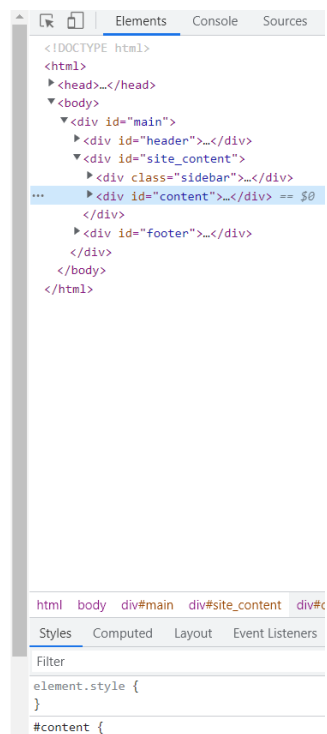 Elements Console Sources
<!DOCTYPE html>
<html>
<head>…</head>
<body>
<div id="main">
<div id="header">…</div>
<div id="site_content">
<div class="sidebar">…</div>
<div id="content">…</div> == $0
</div>
<div id="footer">…</div>
</div>
</body>
</html>
html body div#main div#site_content
Styles Computed Layout Event Listeners
Filter
element.style {
}
#content {